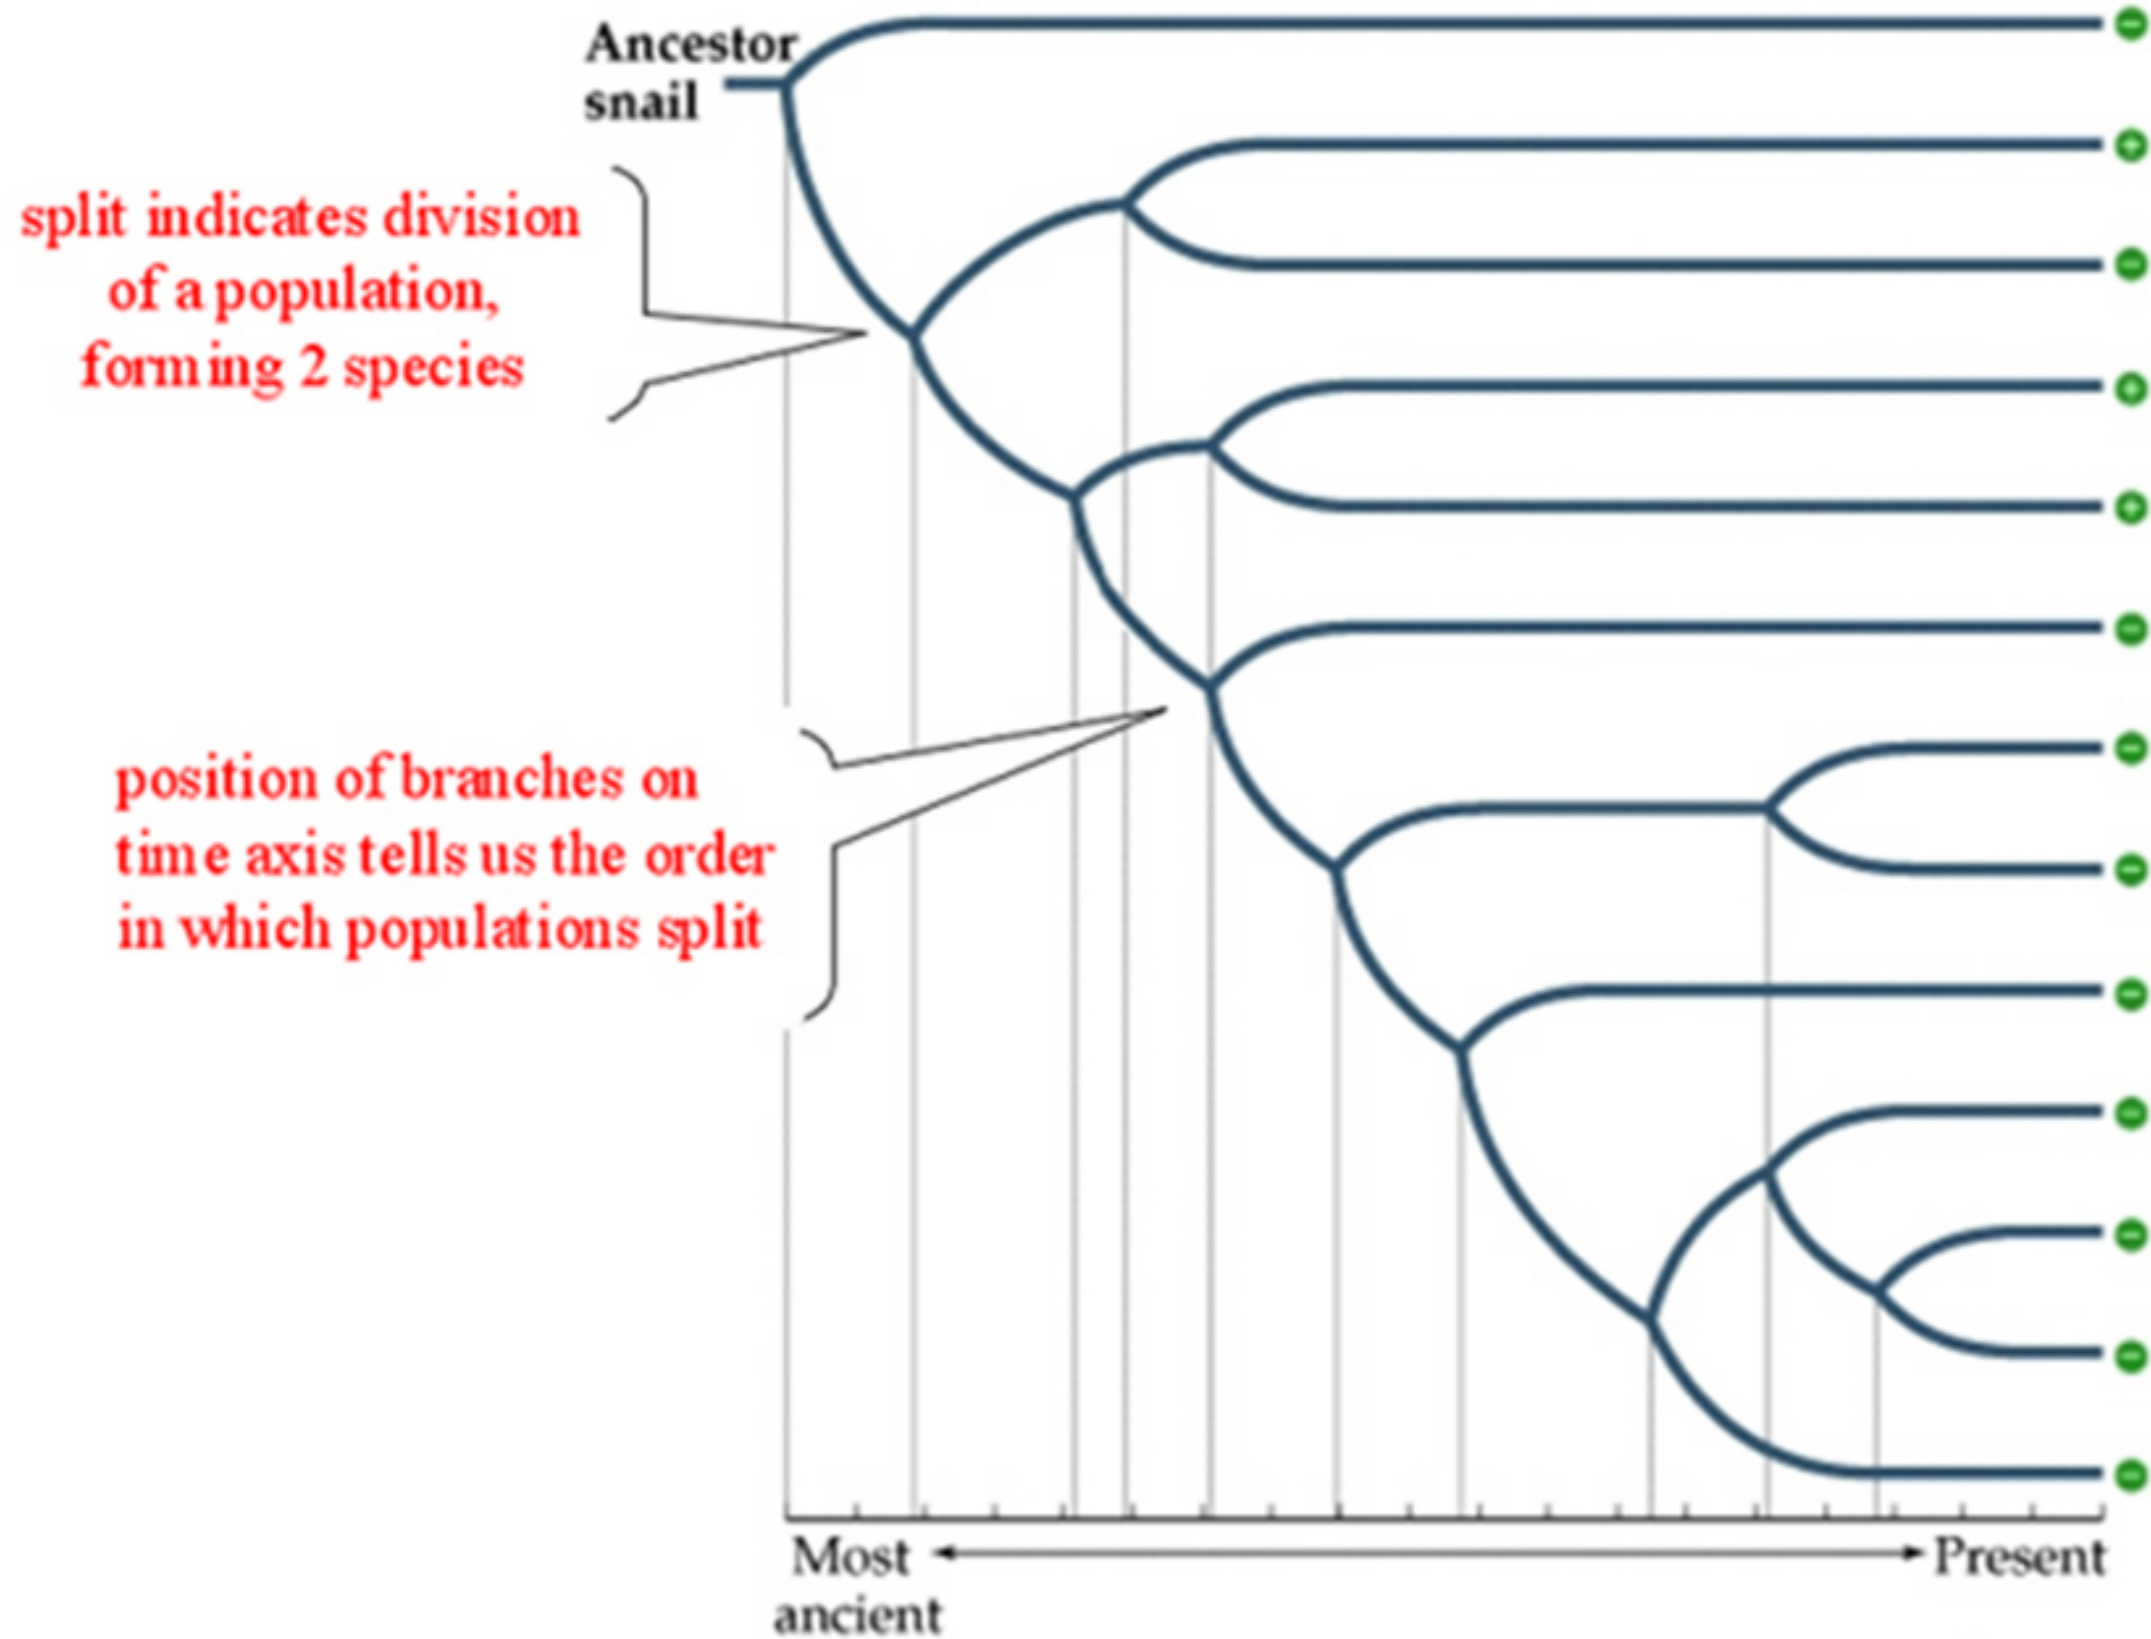 Ancestor
snail
split indicates division
of a population,
forming 2 species
position of branches on
time axis tells us the order
in which populations split
Most
ancient
Present